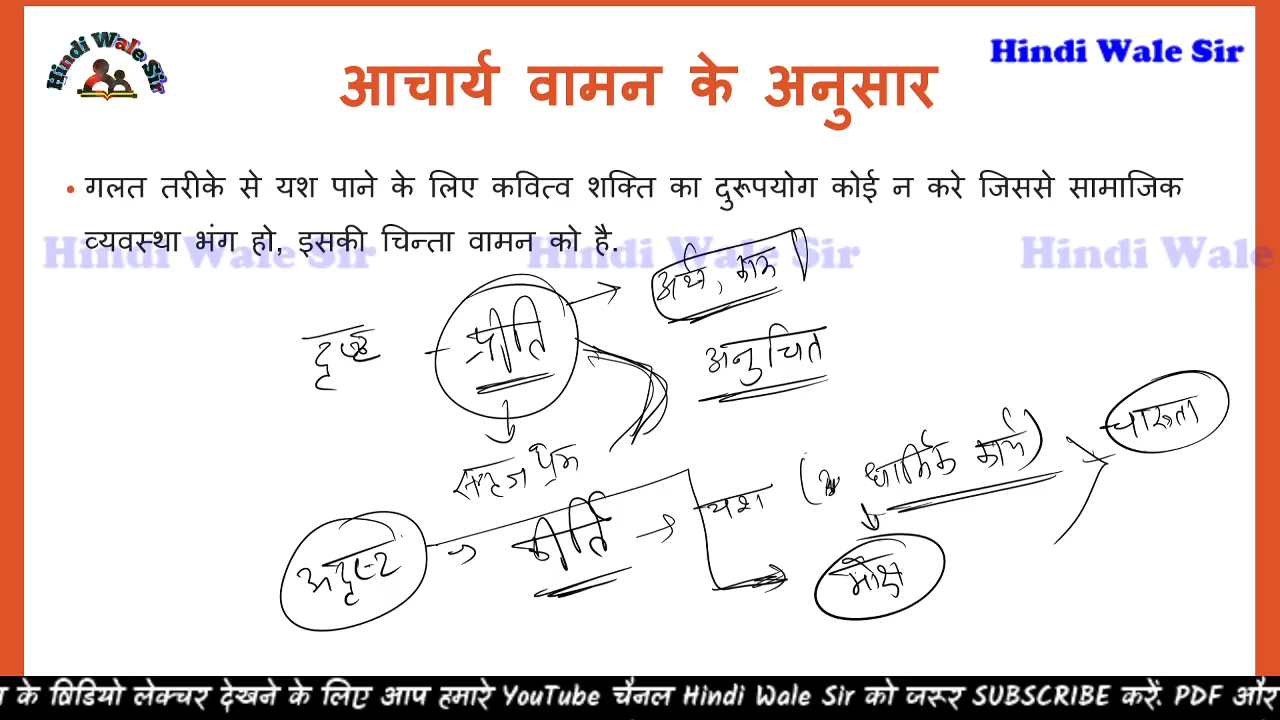 Hindi Wale Sir
Hindi Wale Sir
आचार्य वामन के अनुसार
• गलत तरीके से यश पाने के लिए कवित्व शक्ति का दुरूपयोग कोई न करे जिससे सामाजिक
व्यवस्था भंग हो, इसकी चिन्ता वामन को है.
Hindi Wale Sir Hindi Wale Sir Hindi Wale
अर्थ, काम
दृष्ट - प्रीति
अनुचित
चारुता
सहज प्रेम
यश ( धार्मिक कार्य)
अदृष्ट → कीर्ति
मोक्ष
के विडियो लेक्चर देखने के लिए आप हमारे YouTube चैनल Hindi Wale Sir को जरूर SUBSCRIBE करें. PDF और